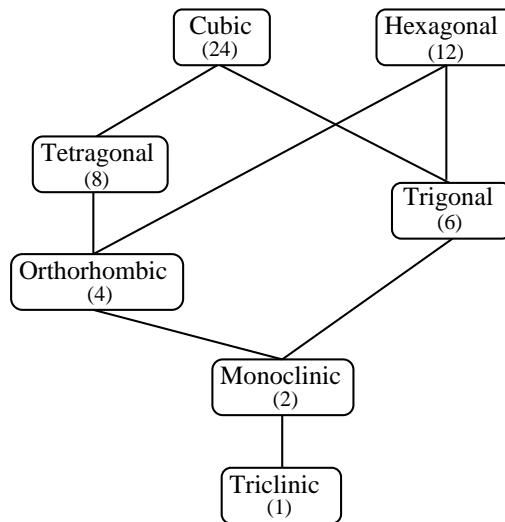 Cubic
(24)
Hexagonal
(12)
Tetragonal
(8)
Trigonal
(6)
Orthorhombic
(4)
Monoclinic
(2)
Triclinic
(1)